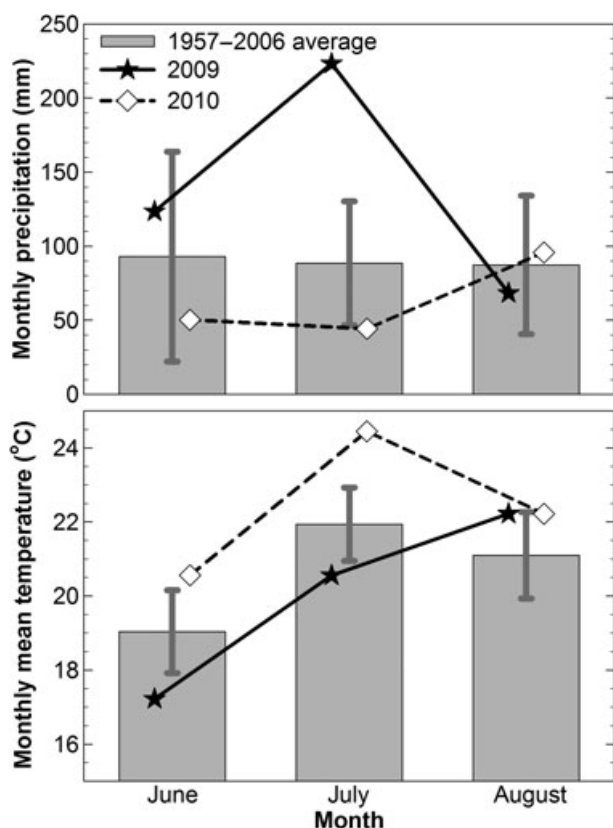 Monthly precipitation (mm)
250
200
150
100
50
0
1957–2006 average
2009
2010
Monthly mean temperature (°C)
24
22
20
18
16
June July August
Month